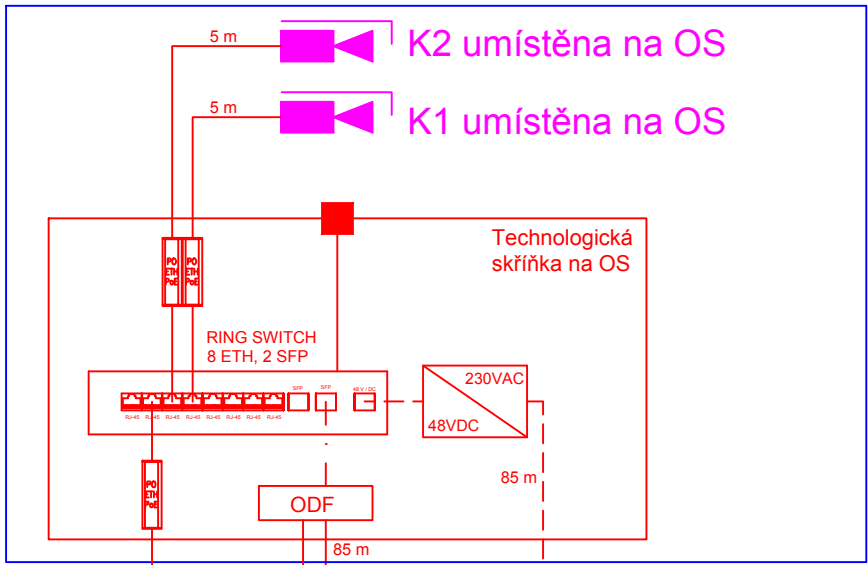 5 m
K2 umístěna na OS
5 m
K1 umístěna na OS
Technologická
skříňka na OS
PO
ETH
PoE
PO
ETH
PoE
RING SWITCH
8 ETH, 2 SFP
SFP
SFP
48 V / DC
RJ-45
RJ-45
RJ-45
RJ-45
RJ-45
RJ-45
RJ-45
RJ-45
230VAC
48VDC
PO
ETH
PoE
85 m
ODF
85 m